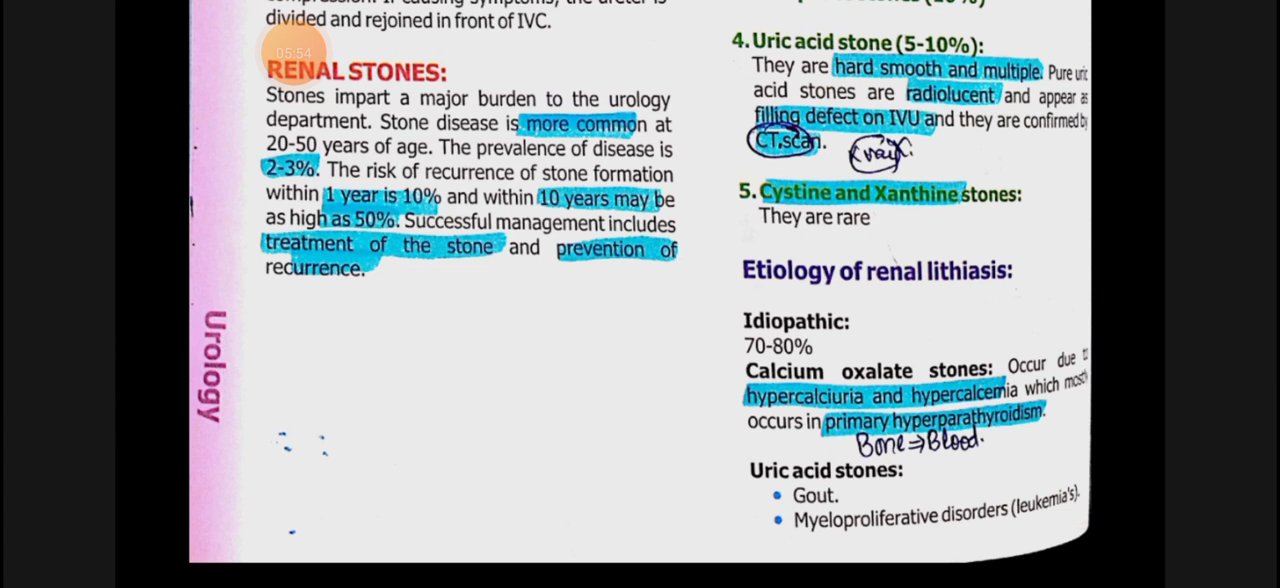 divided and rejoined in front of IVC.
05:54
RENAL STONES:
Stones impart a major burden to the urology
department. Stone disease is more common at
20-50 years of age. The prevalence of disease is
2-3%. The risk of recurrence of stone formation
within 1 year is 10% and within 10 years may be
as high as 50%. Successful management includes
treatment of the stone and prevention of
recurrence.
Urology
4. Uric acid stone (5-10%):
They are hard smooth and multiple. Pure uric
acid stones are radiolucent and appear as
filling defect on IVU and they are confirmed by
CT.scan.
5. Cystine and Xanthine stones:
They are rare
Etiology of renal lithiasis:
Idiopathic:
70-80%
Calcium oxalate stones: Occur due
hypercalciuria and hypercalcemia which most
occurs in primary hyperparathyroidism.
Bone⇒Blood.
Uric acid stones:
• Gout.
• Myeloproliferative disorders (leukemia's).